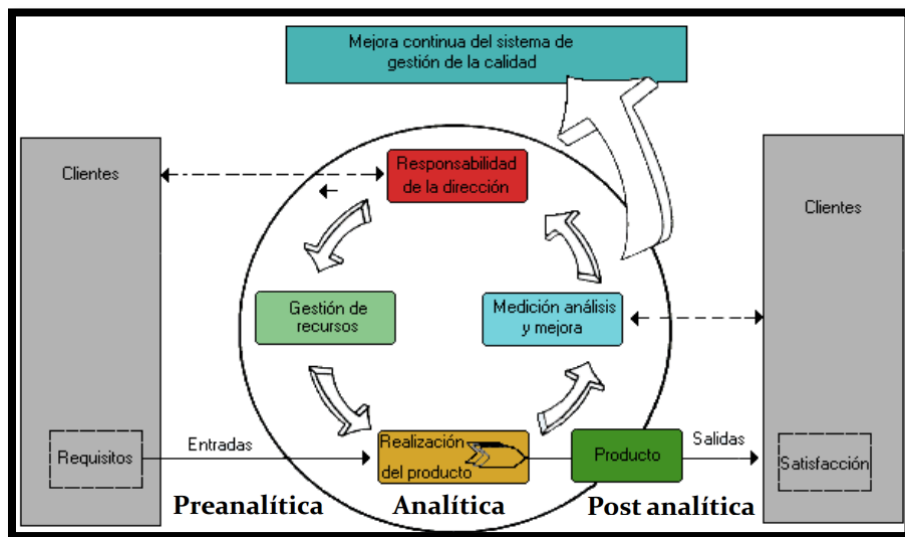 Mejora continua del sistema de
gestión de la calidad
Clientes
Responsabilidad
de la dirección
Clientes
Gestión de
recursos
Medición análisis
y mejora
Requisitos
Entradas
Realización
del producto
Producto
Salidas
Satisfacción
Preanalítica
Analítica
Post analítica